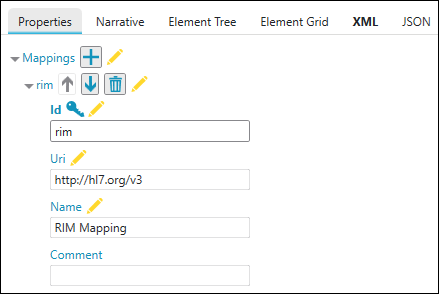 Properties Narrative Element Tree Element Grid XML JSON
Mappings
rim
Id
rim
Uri
http://hl7.org/v3
Name
RIM Mapping
Comment